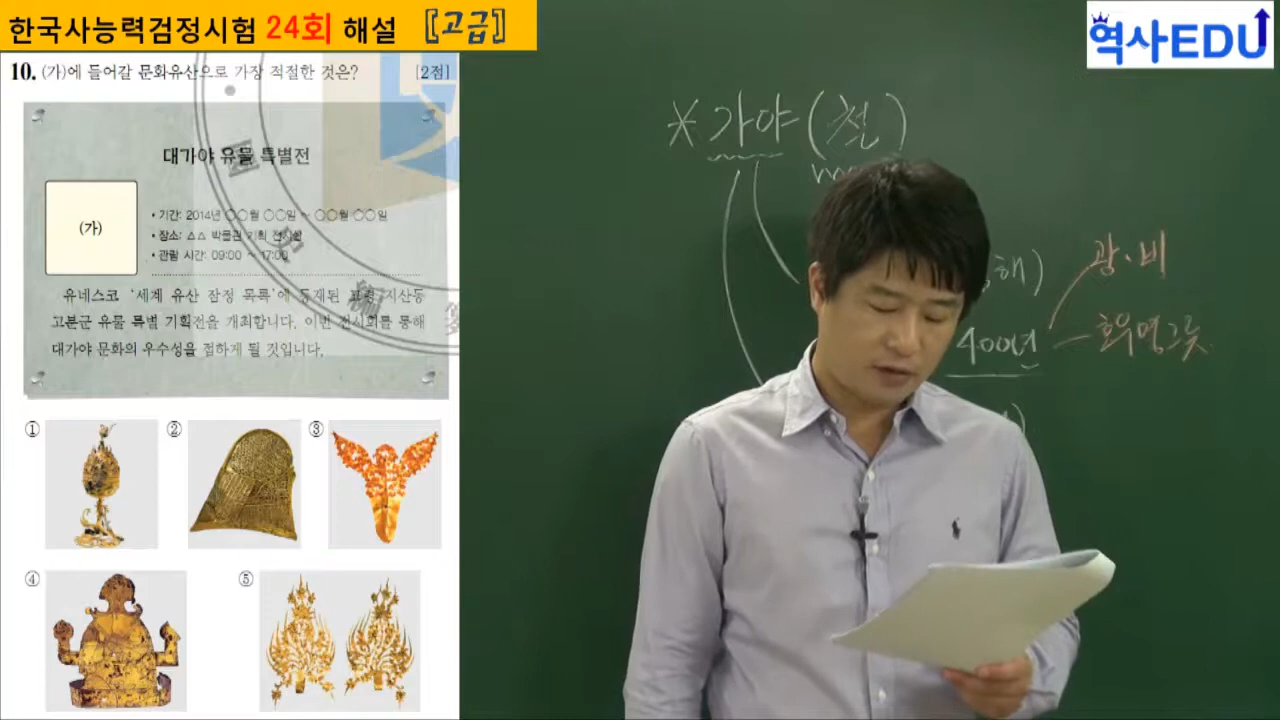 한국사능력검정시험 24회 해설 [고급]
역사EDU
10. (가)에 들어갈 문화유산으로 가장 적절한 것은? [2점]
대가야 유물 특별전
(가)
• 기간: 2014년 ○○월 ○○일 ~ ○○월 ○○일
• 장소: △△ 박물관 기획 전시실
• 관람 시간: 09:00 ~ 17:00
유네스코 '세계 유산 잠정 목록'에 등재된 고령 지산동
고분군 유물 특별 기획전을 개최합니다. 이번 전시회를 통해
대가야 문화의 우수성을 접하게 될 것입니다.
① ② ③
④ ⑤
* 가야 (철)
해)
광·비
400년 - 호우명그릇